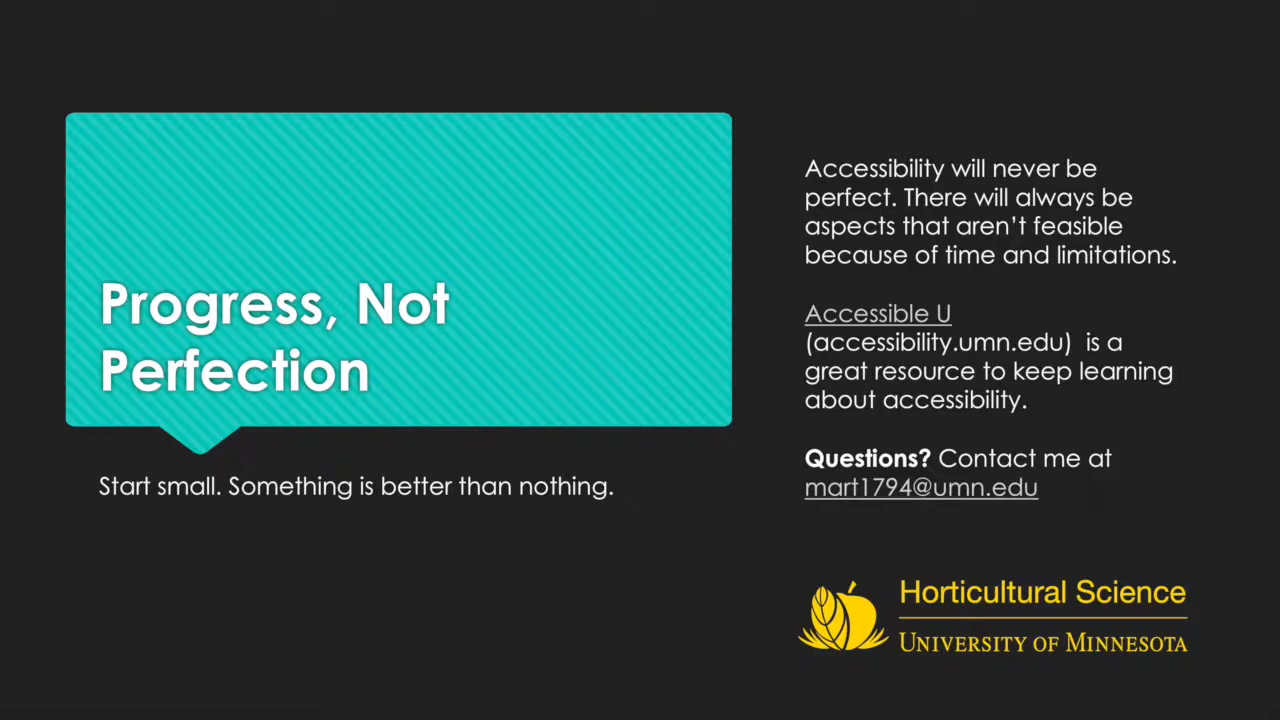 Progress, Not
Perfection
Start small. Something is better than nothing.
Accessibility will never be
perfect. There will always be
aspects that aren’t feasible
because of time and limitations.
Accessible U
(accessibility.umn.edu)  is a
great resource to keep learning
about accessibility.
Questions? Contact me at
mart1794@umn.edu
Horticultural Science
UNIVERSITY OF MINNESOTA